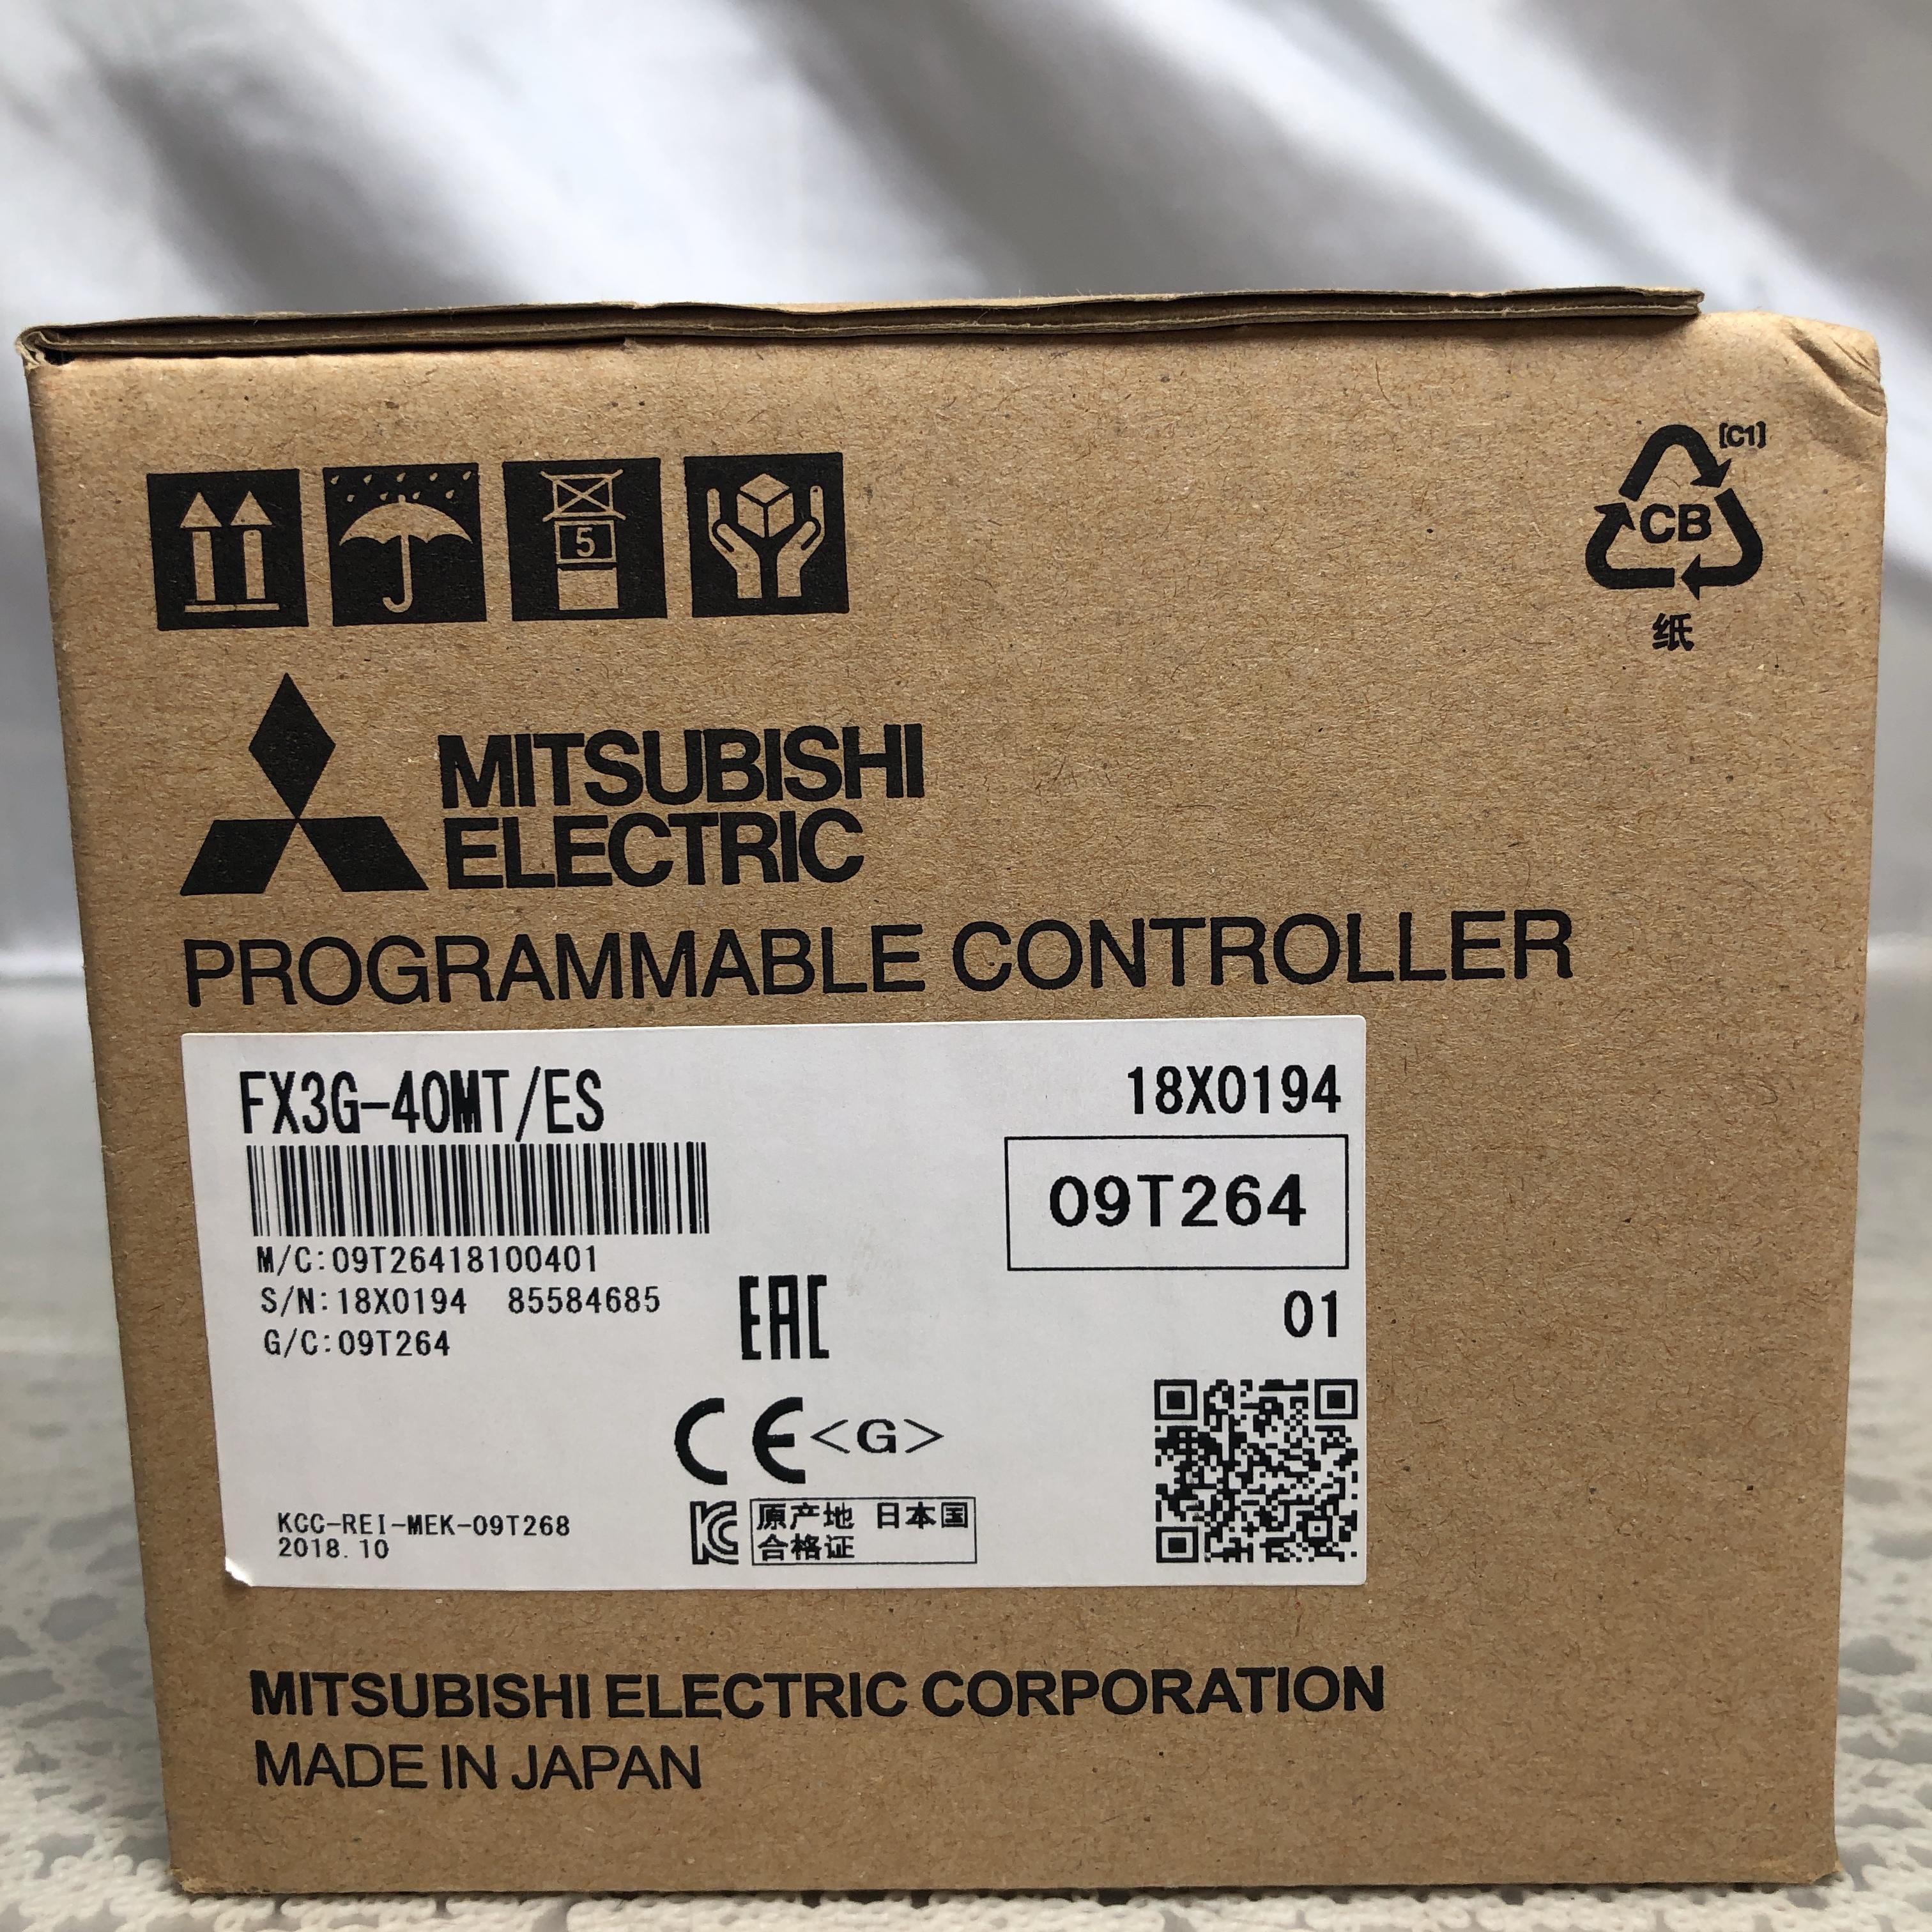 [C1]
5
CB
纸
MITSUBISHI
ELECTRIC
PROGRAMMABLE CONTROLLER
FX3G-40MT/ES
18X0194
09T264
M/C:09T26418100401
S/N:18X0194 85584685
G/C:09T264
EAC
01
CE<G>
KCC-REI-MEK-09T268
2018.10
原产地 日本国
合格证
MITSUBISHI ELECTRIC CORPORATION
MADE IN JAPAN